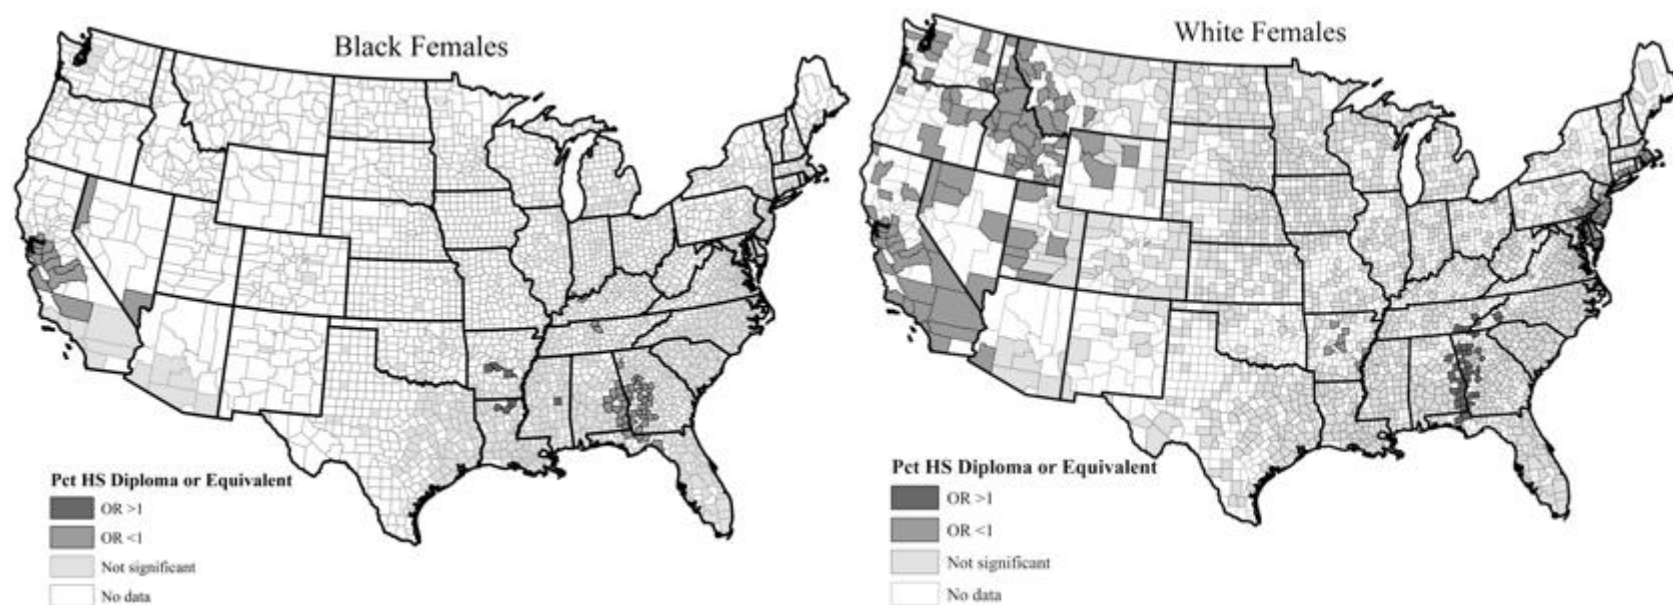 Black Females
Pct HS Diploma or Equivalent
OR >1
OR <1
Not significant
No data
White Females
Pct HS Diploma or Equivalent
OR >1
OR <1
Not significant
No data